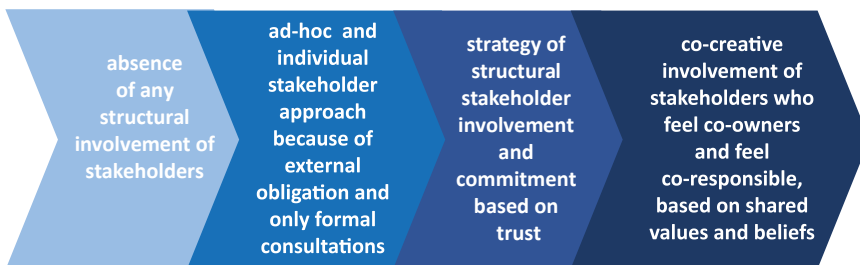 absence
of any
structural
involvement of
stakeholders
ad-hoc and
individual
stakeholder
approach
because of
external
obligation and
only formal
consultations
strategy of
structural
stakeholder
involvement
and
commitment
based on
trust
co-creative
involvement of
stakeholders who
feel co-owners
and feel
co-responsible,
based on shared
values and beliefs